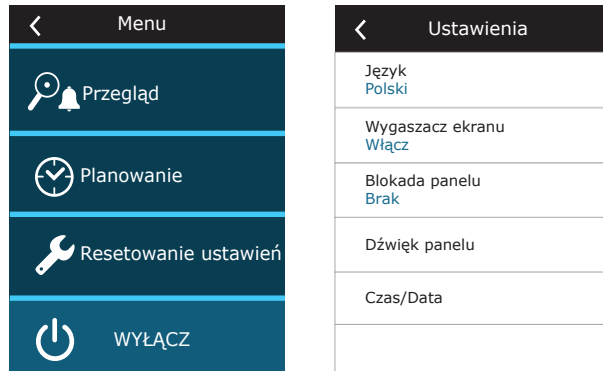 Menu
Przegląd
Planowanie
Resetowanie ustawień
WYŁĄCZ
Ustawienia
Język
Polski
Wygaszacz ekranu
Włącz
Blokada panelu
Brak
Dźwięk panelu
Czas/Data